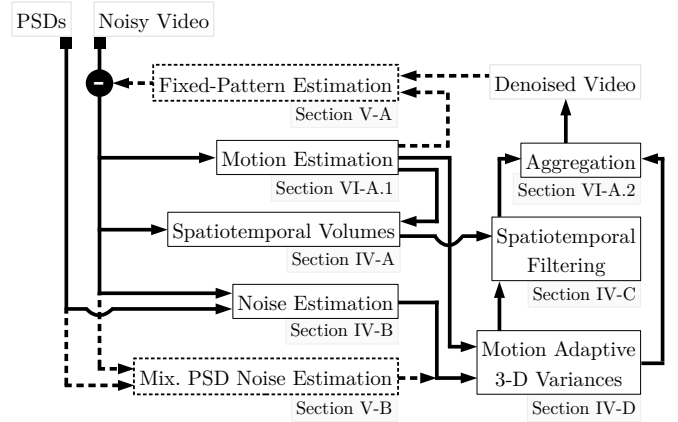 PSDs
Noisy Video
Fixed-Pattern Estimation
Denoised Video
Section V-A
Motion Estimation
Aggregation
Section VI-A.1
Section VI-A.2
Spatiotemporal Volumes
Spatiotemporal
Filtering
Section IV-A
Section IV-C
Noise Estimation
Section IV-B
Motion Adaptive
3-D Variances
Mix. PSD Noise Estimation
Section V-B
Section IV-D